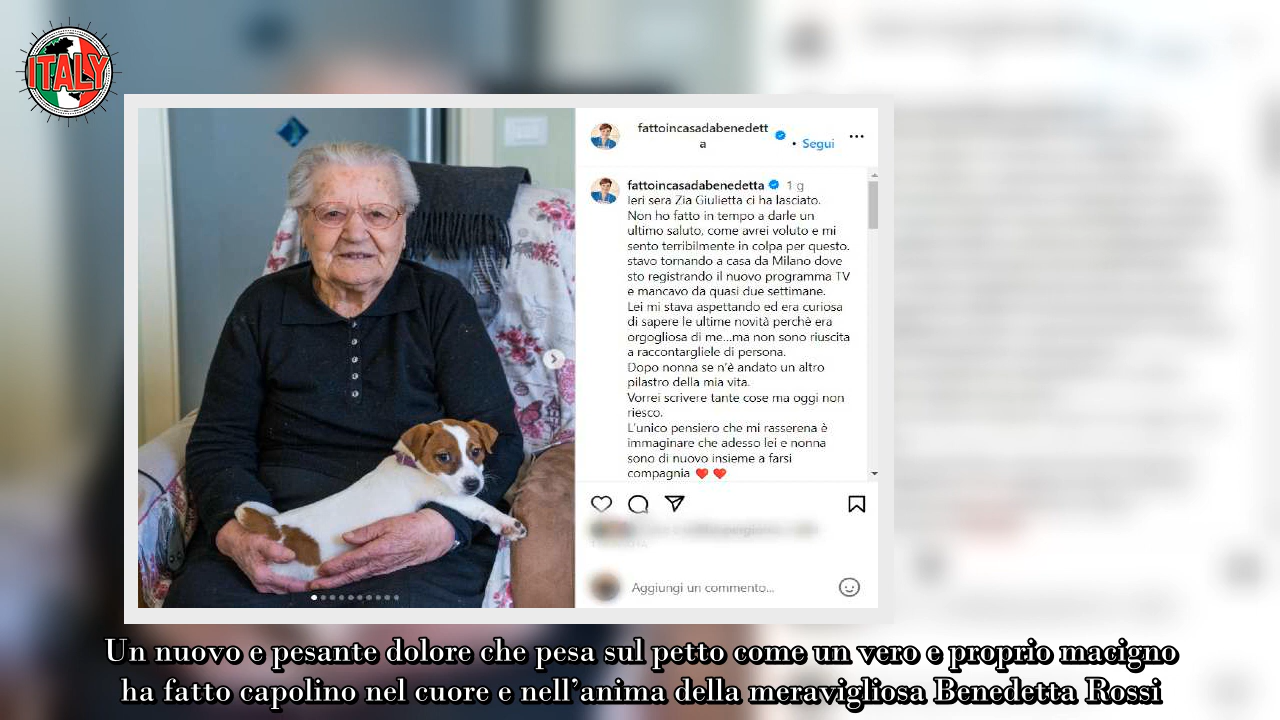 ITALY
fattoincasadabenedett
a
• Segui
fattoincasadabenedetta 1 g
Ieri sera Zia Giulietta ci ha lasciato.
Non ho fatto in tempo a darle un
ultimo saluto, come avrei voluto e mi
sento terribilmente in colpa per questo.
stavo tornando a casa da Milano dove
sto registrando il nuovo programma TV
e mancavo da quasi due settimane.
Lei mi stava aspettando ed era curiosa
di sapere le ultime novità perchè era
orgogliosa di me...ma non sono riuscita
a raccontargliele di persona.
Dopo nonna se n'è andato un altro
pilastro della mia vita.
Vorrei scrivere tante cose ma oggi non
riesco.
L'unico pensiero che mi rasserena è
immaginare che adesso lei e nonna
sono di nuovo insieme a farsi
compagnia ❤️ ❤️
Aggiungi un commento...
Un nuovo e pesante dolore che pesa sul petto come un vero e proprio macigno
ha fatto capolino nel cuore e nell'anima della meravigliosa Benedetta Rossi